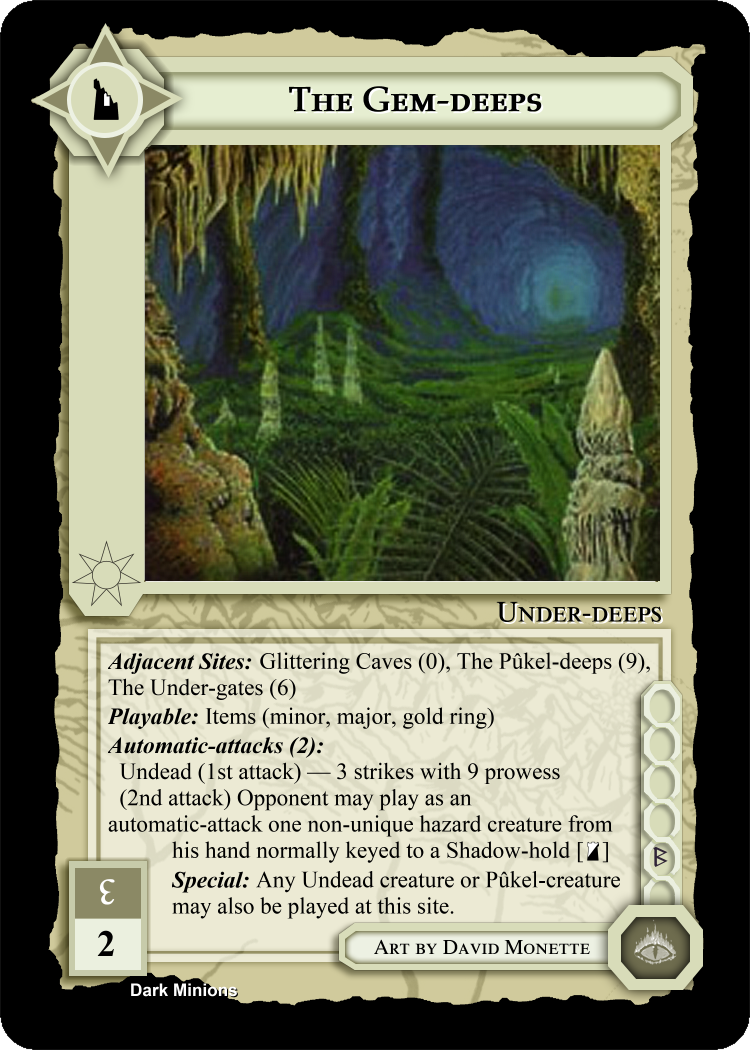 The Gem-deeps
Under-deeps
Adjacent Sites: Glittering Caves (0), The Pûkel-deeps (9),
The Under-gates (6)
Playable: Items (minor, major, gold ring)
Automatic-attacks (2):
Undead (1st attack) — 3 strikes with 9 prowess
(2nd attack) Opponent may play as an
automatic-attack one non-unique hazard creature from
his hand normally keyed to a Shadow-hold [ ]
Special: Any Undead creature or Pûkel-creature
may also be played at this site.
2
Art by David Monette
Dark Minions